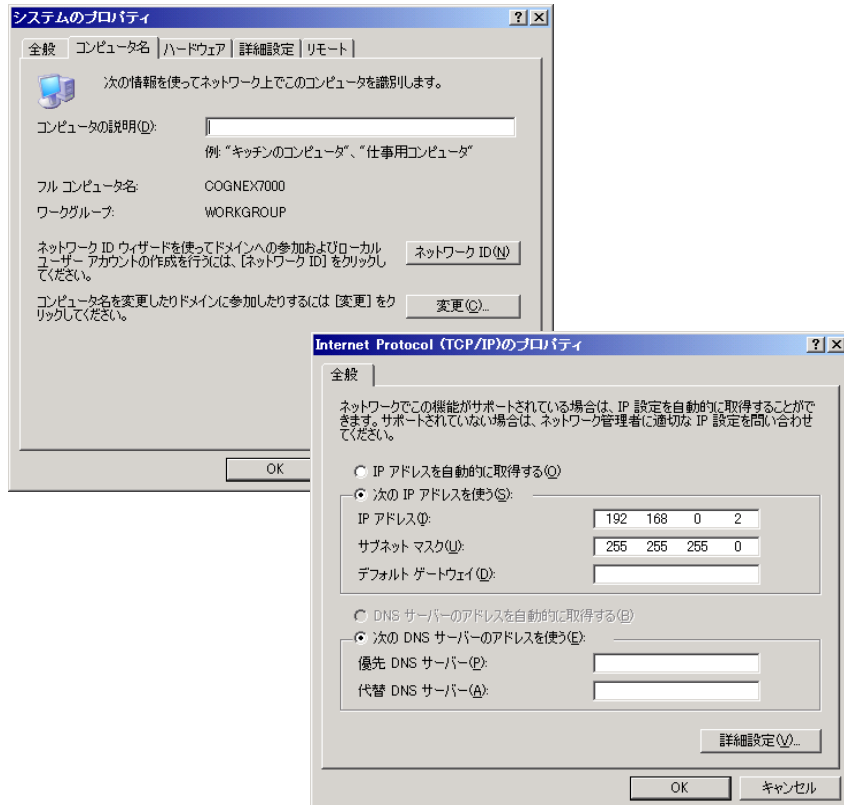 システムのプロパティ
全般 コンピュータ名 ハードウェア 詳細設定 リモート
次の情報を使ってネットワーク上でこのコンピュータを識別します。
コンピュータの説明(D):
例: "キッチンのコンピュータ"、"仕事用コンピュータ"
フル コンピュータ名: COGNEX7000
ワークグループ: WORKGROUP
ネットワーク ID ウィザードを使ってドメインへの参加およびローカル
ユーザー アカウントの作成を行うには、[ネットワーク ID] をクリックし
てください。
ネットワーク ID(N)
コンピュータ名を変更したりドメインに参加したりするには [変更] をク
リックしてください。
変更(C)...
OK
Internet Protocol (TCP/IP)のプロパティ
全般
ネットワークでこの機能がサポートされている場合は、IP 設定を自動的に取得することがで
きます。サポートされていない場合は、ネットワーク管理者に適切な IP 設定を問い合わせ
てください。
IP アドレスを自動的に取得する(O)
次の IP アドレスを使う(S):
IP アドレス(I): 192 168 0 2
サブネット マスク(U): 255 255 255 0
デフォルト ゲートウェイ(D):
DNS サーバーのアドレスを自動的に取得する(B)
次の DNS サーバーのアドレスを使う(E):
優先 DNS サーバー(P):
代替 DNS サーバー(A):
詳細設定(V)...
OK キャンセル